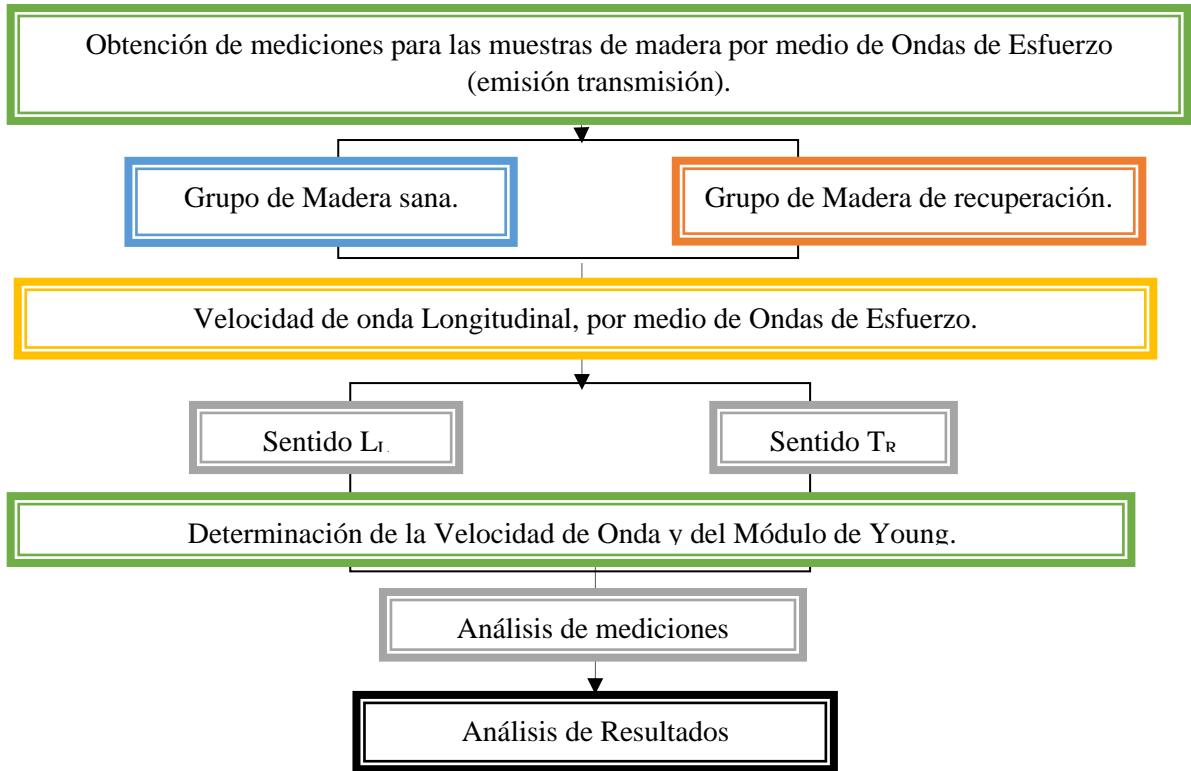 Obtención de mediciones para las muestras de madera por medio de Ondas de Esfuerzo
(emisión transmisión).
Grupo de Madera sana.
Grupo de Madera de recuperación.
Velocidad de onda Longitudinal, por medio de Ondas de Esfuerzo.
Sentido LL
Sentido TR
Determinación de la Velocidad de Onda y del Módulo de Young.
Análisis de mediciones
Análisis de Resultados